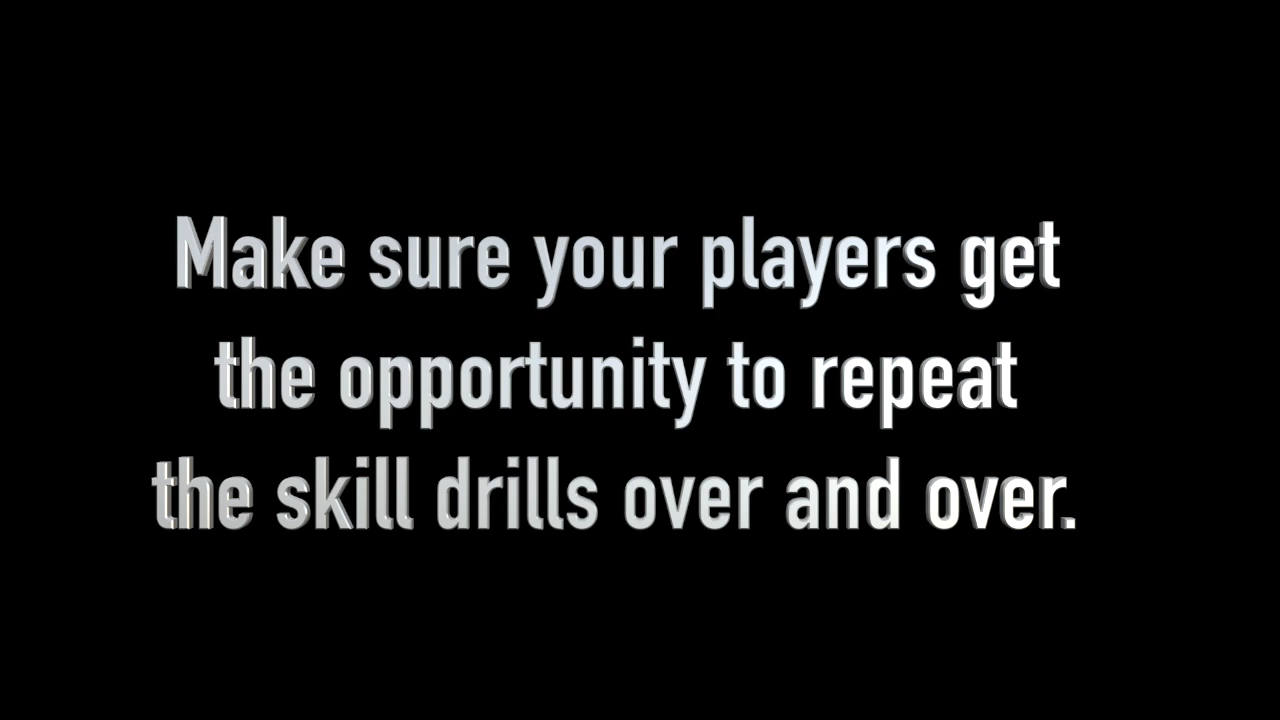 Make sure your players get
the opportunity to repeat
the skill drills over and over.